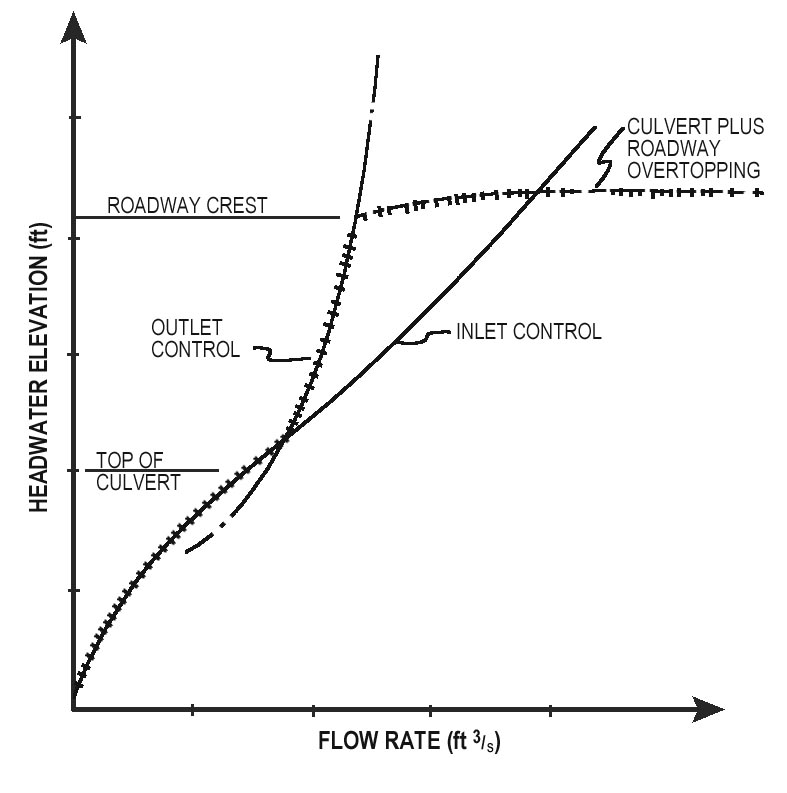 CULVERT PLUS
ROADWAY
OVERTOPPING
ROADWAY CREST
OUTLET
CONTROL
INLET CONTROL
TOP OF
CULVERT
HEADWATER ELEVATION (ft)
FLOW RATE (ft ³/s)